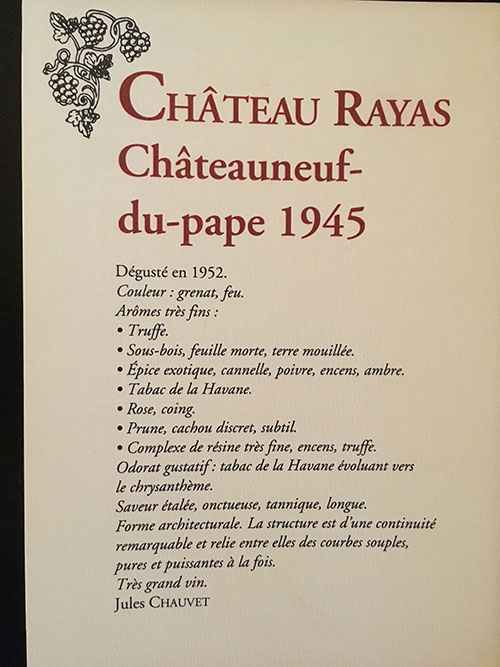 CHÂTEAU RAYAS
Châteauneuf-
du-pape 1945
Dégusté en 1952.
Couleur : grenat, feu.
Arômes très fins :
• Truffe.
• Sous-bois, feuille morte, terre mouillée.
• Épice exotique, cannelle, poivre, encens, ambre.
• Tabac de la Havane.
• Rose, coing.
• Prune, cachou discret, subtil.
• Complexe de résine très fine, encens, truffe.
Odorat gustatif : tabac de la Havane évoluant vers
le chrysanthème.
Saveur étalée, onctueuse, tannique, longue.
Forme architecturale. La structure est d'une continuité
remarquable et relie entre elles des courbes souples,
pures et puissantes à la fois.
Très grand vin.
Jules CHAUVET